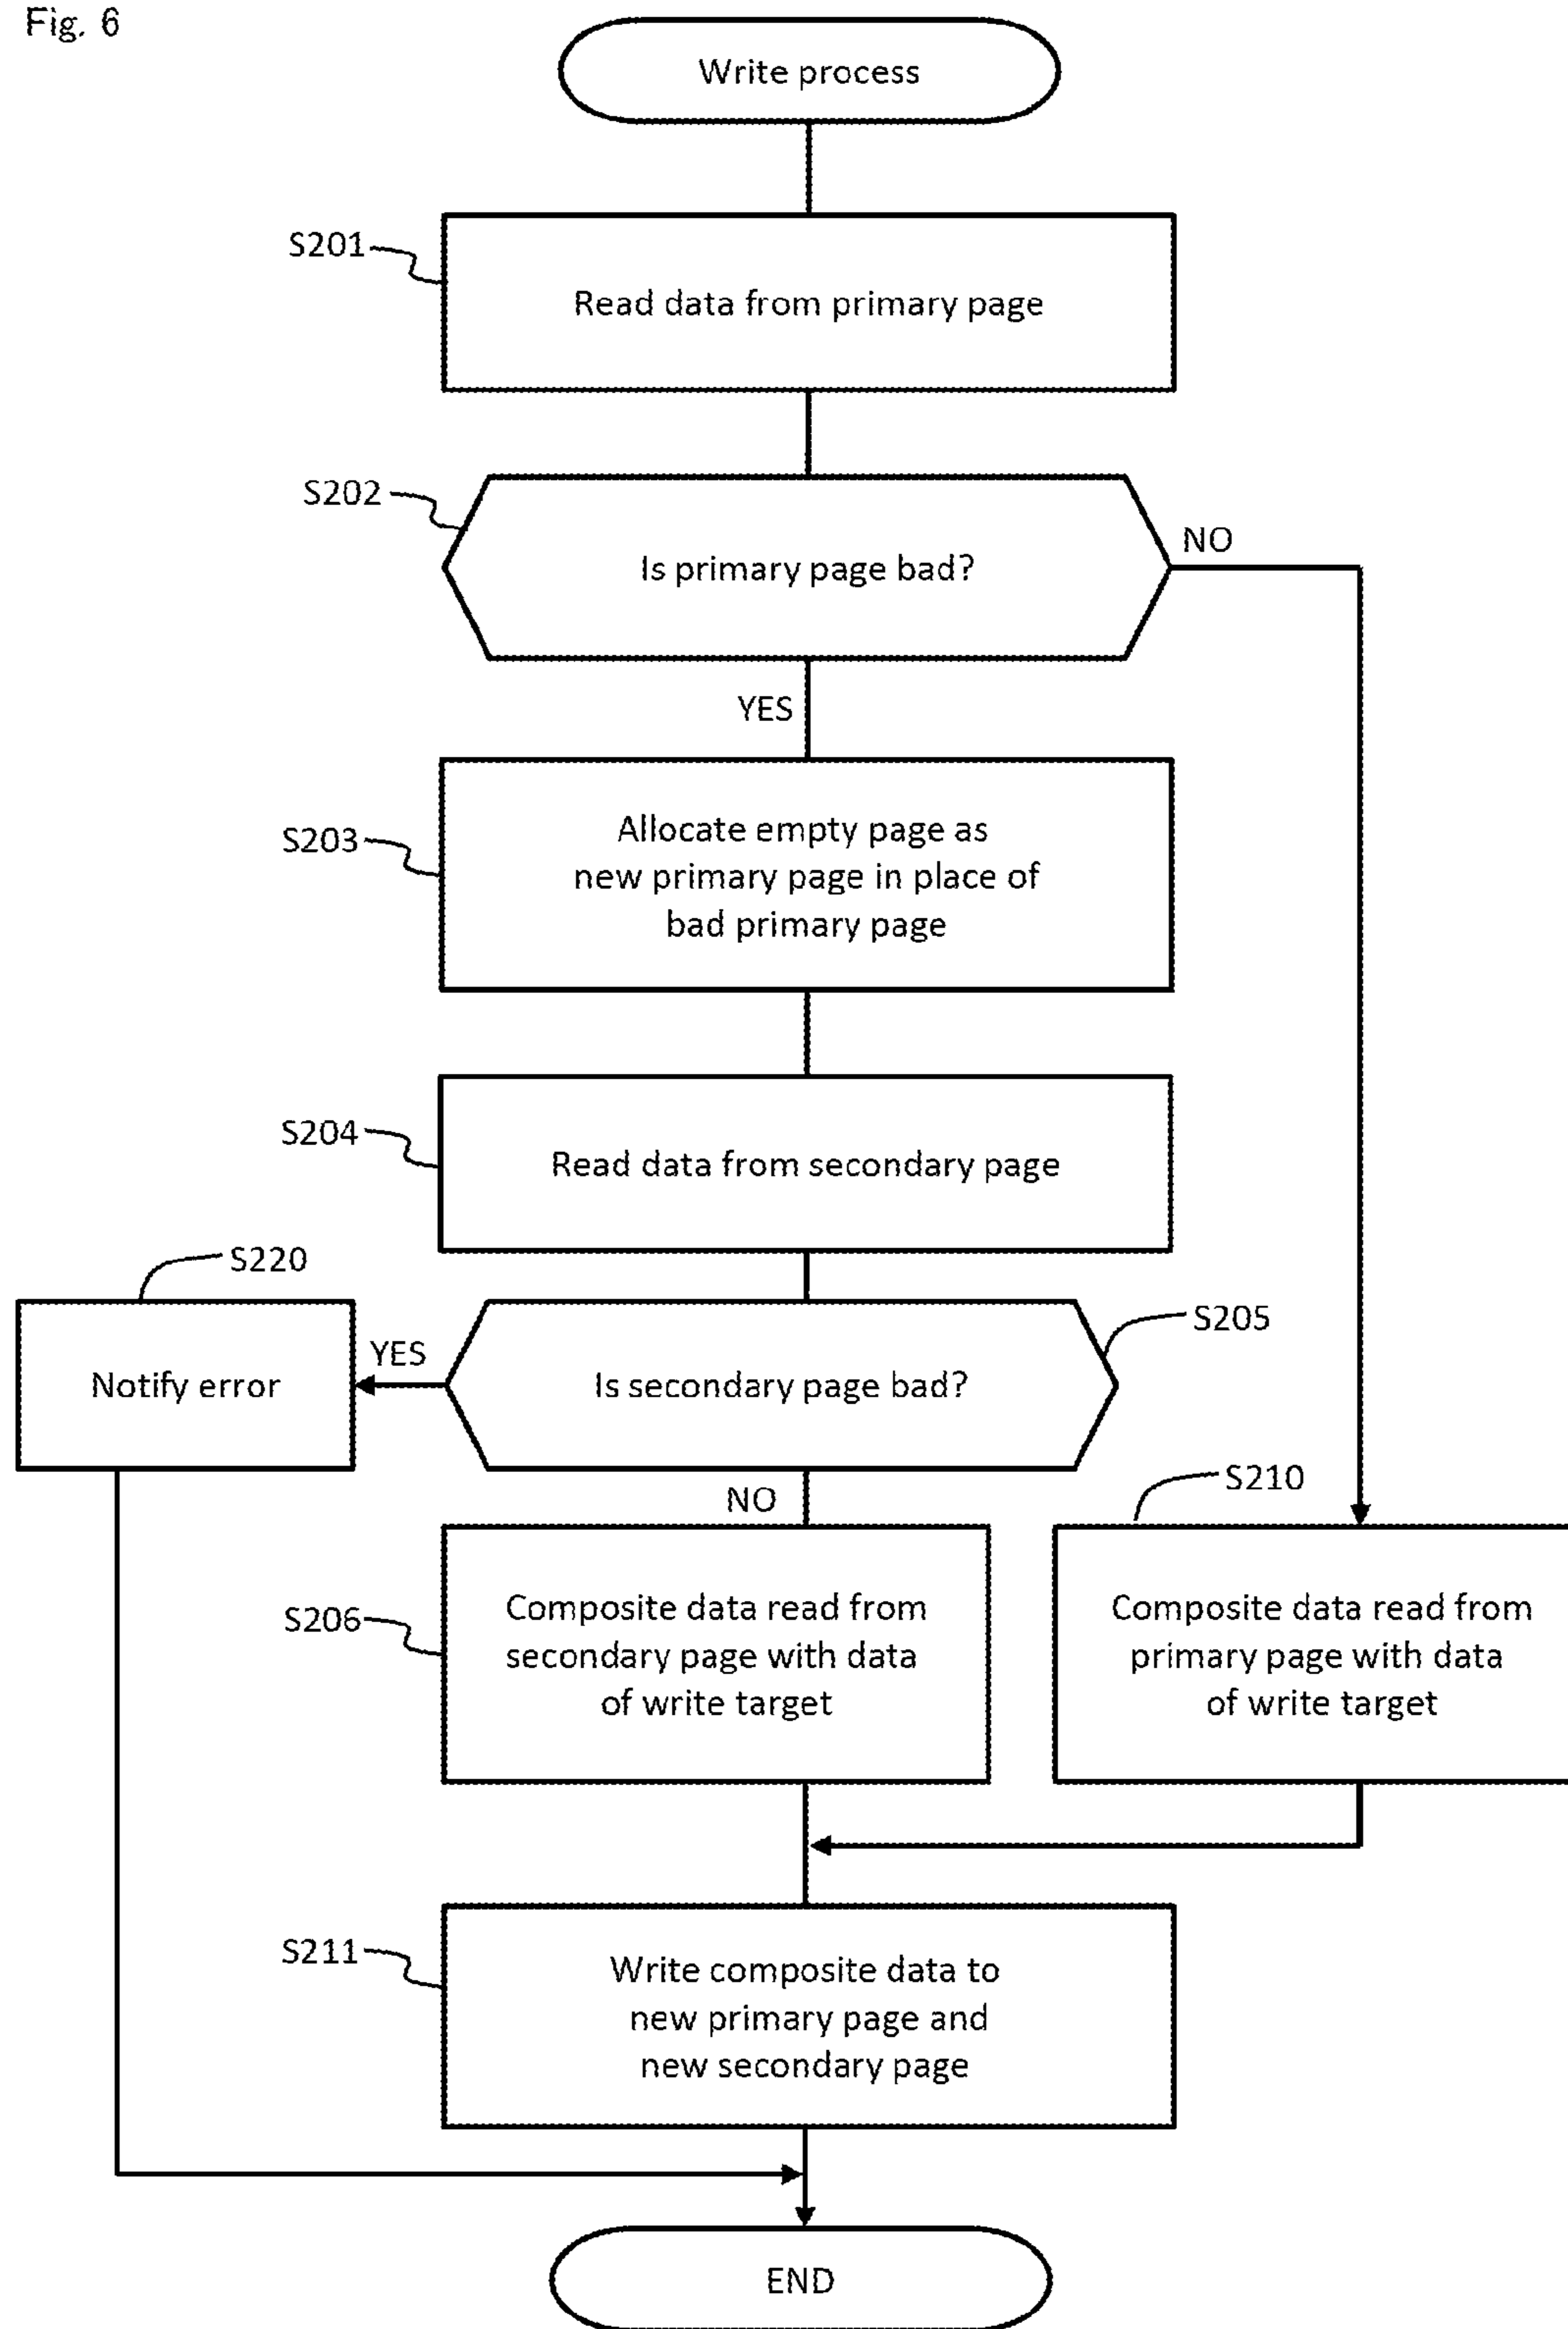 Fig. 6
Write process
S201
Read data from primary page
S202
Is primary page bad?
NO
YES
S203
Allocate empty page as
new primary page in place of
bad primary page
S204
Read data from secondary page
S220
Notify error
YES
Is secondary page bad?
S205
NO
S210
S206
Composite data read from
secondary page with data
of write target
Composite data read from
primary page with data
of write target
S211
Write composite data to
new primary page and
new secondary page
END